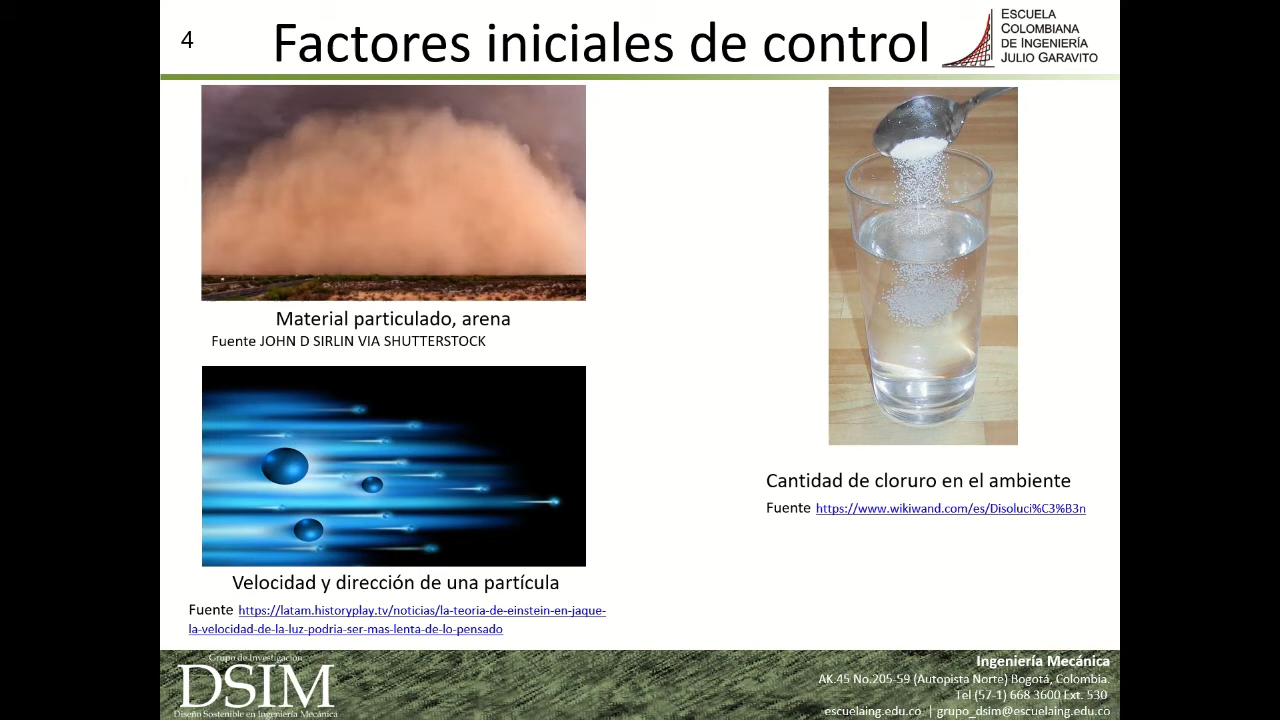 4
Factores iniciales de control
ESCUELA
COLOMBIANA
DE INGENIERÍA
JULIO GARAVITO
Material particulado, arena
Fuente JOHN D SIRLIN VIA SHUTTERSTOCK
Velocidad y dirección de una partícula
Fuente https://latam.historyplay.tv/noticias/la-teoria-de-einstein-en-jaque-
la-velocidad-de-la-luz-podria-ser-mas-lenta-de-lo-pensado
Cantidad de cloruro en el ambiente
Fuente https://www.wikiwand.com/es/Disoluci%C3%B3n
Grupo de Investigación
DSIM
Diseño Sostenible en Ingeniería Mecánica
Ingeniería Mecánica
AK.45 No.205-59 (Autopista Norte) Bogotá, Colombia.
Tel (57-1) 668 3600 Ext. 530
escuelaing.edu.co | grupo_dsim@escuelaing.edu.co